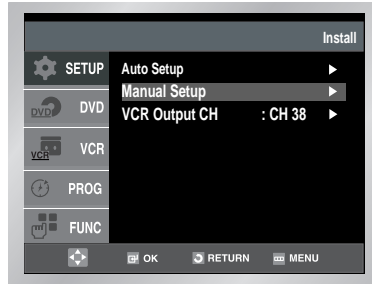 Install
SETUP
Auto Setup ►
Manual Setup ►
VCR Output CH : CH 38 ►
DVD DVD
VCR VCR
PROG
FUNC
OK RETURN MENU